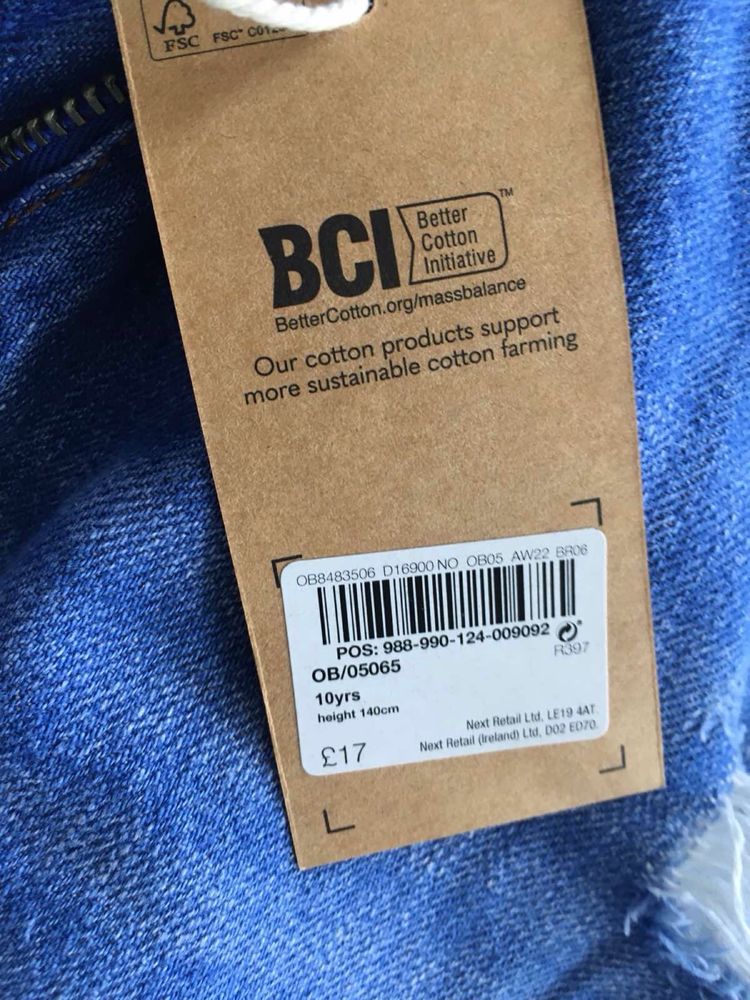 FSC FSC™
BCI Better
Cotton
Initiative™
BetterCotton.org/massbalance
Our cotton products support
more sustainable cotton farming
OB8483506 D16900 NO OB05 AW22 BR06
POS: 988-990-124-009092
R397
OB/05065
10yrs
height 140cm
Next Retail Ltd, LE19 4AT.
Next Retail (Ireland) Ltd, D02 ED70.
£17